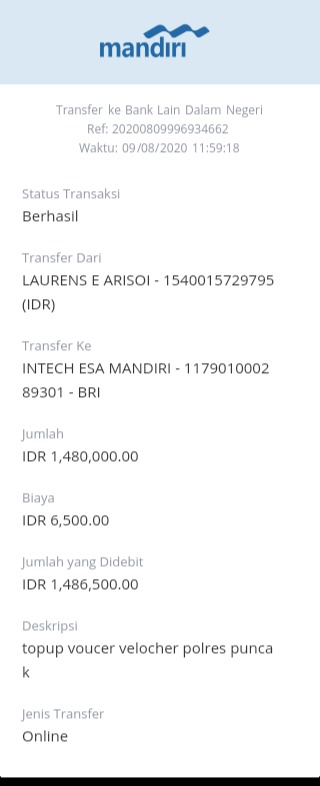 mandiri
Transfer ke Bank Lain Dalam Negeri
Ref: 20200809996934662
Waktu: 09/08/2020 11:59:18
Status Transaksi
Berhasil
Transfer Dari
LAURENS E ARISOI - 1540015729795
(IDR)
Transfer Ke
INTECH ESA MANDIRI - 1179010002
89301 - BRI
Jumlah
IDR 1,480,000.00
Biaya
IDR 6,500.00
Jumlah yang Didebit
IDR 1,486,500.00
Deskripsi
topup voucer velocher polres punca
k
Jenis Transfer
Online